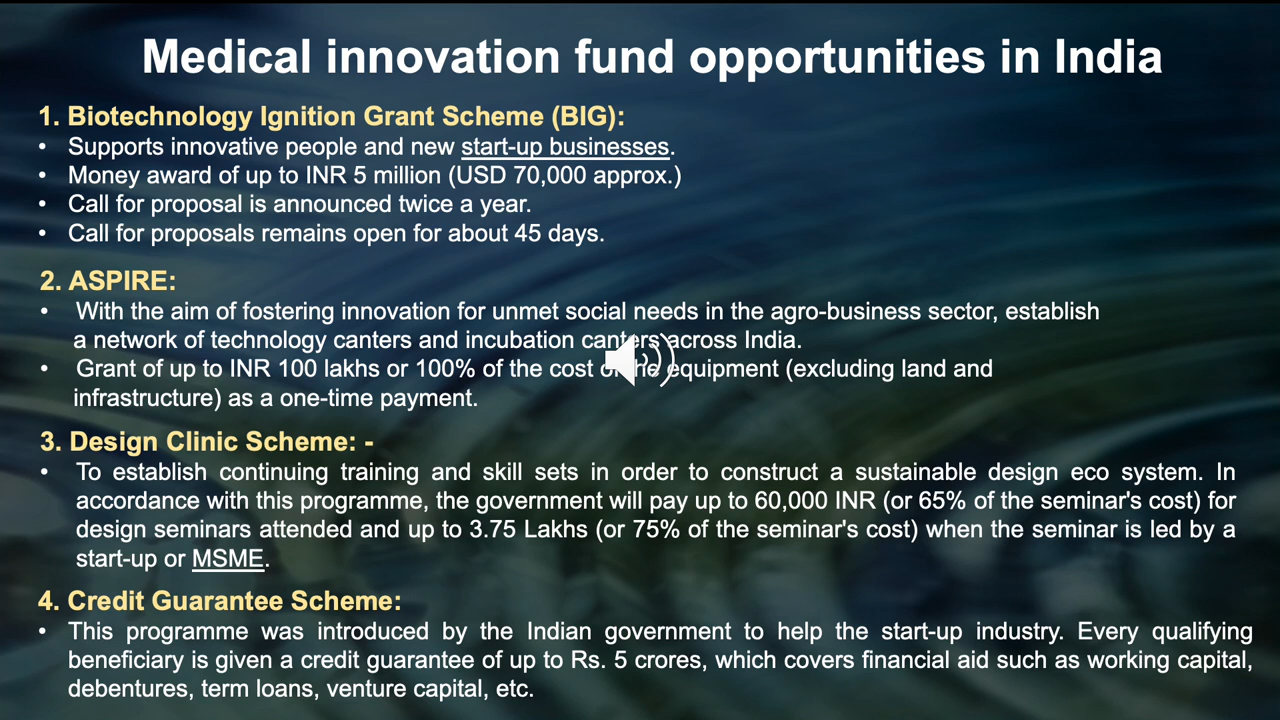 Medical innovation fund opportunities in India
1. Biotechnology Ignition Grant Scheme (BIG):
• Supports innovative people and new start-up businesses.
• Money award of up to INR 5 million (USD 70,000 approx.)
• Call for proposal is announced twice a year.
• Call for proposals remains open for about 45 days.
2. ASPIRE:
• With the aim of fostering innovation for unmet social needs in the agro-business sector, establish
a network of technology canters and incubation canters across India.
• Grant of up to INR 100 lakhs or 100% of the cost of the equipment (excluding land and
infrastructure) as a one-time payment.
3. Design Clinic Scheme: -
• To establish continuing training and skill sets in order to construct a sustainable design eco system. In
accordance with this programme, the government will pay up to 60,000 INR (or 65% of the seminar's cost) for
design seminars attended and up to 3.75 Lakhs (or 75% of the seminar's cost) when the seminar is led by a
start-up or MSME.
4. Credit Guarantee Scheme:
• This programme was introduced by the Indian government to help the start-up industry. Every qualifying
beneficiary is given a credit guarantee of up to Rs. 5 crores, which covers financial aid such as working capital,
debentures, term loans, venture capital, etc.